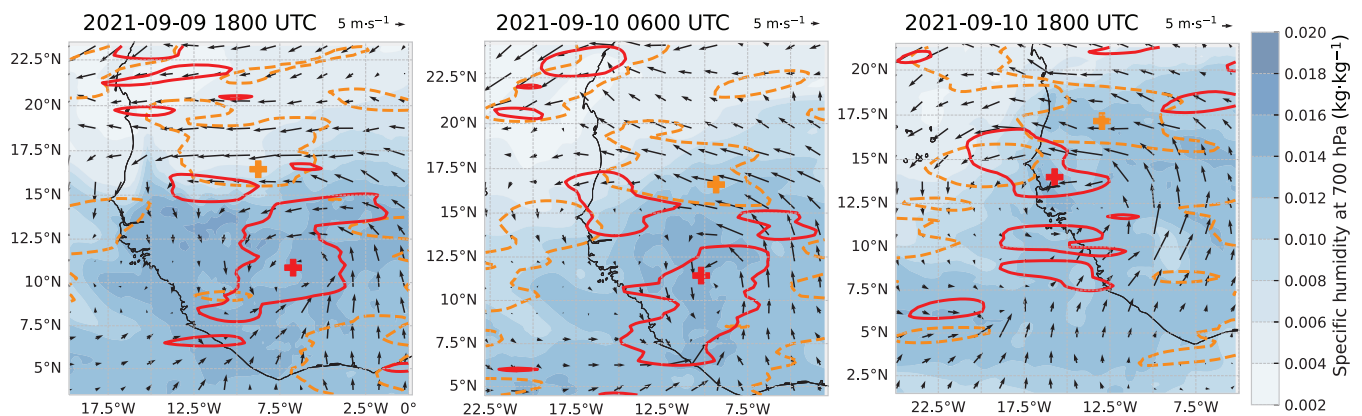 2021-09-09 1800 UTC 5 m·s⁻¹
22.5°N
20°N
17.5°N
15°N
12.5°N
10°N
7.5°N
5°N
17.5°W 12.5°W 7.5°W 2.5°W 0°
2021-09-10 0600 UTC 5 m·s⁻¹
22.5°N
20°N
17.5°N
15°N
12.5°N
10°N
7.5°N
5°N
22.5°W 17.5°W 12.5°W 7.5°W
2021-09-10 1800 UTC 5 m·s⁻¹
20°N
17.5°N
15°N
12.5°N
10°N
7.5°N
5°N
2.5°N
22.5°W 17.5°W 12.5°W 7.5°W
0.020
0.018
0.016
0.014
0.012
0.010
0.008
0.006
0.004
0.002
Specific humidity at 700 hPa (kg·kg⁻¹)